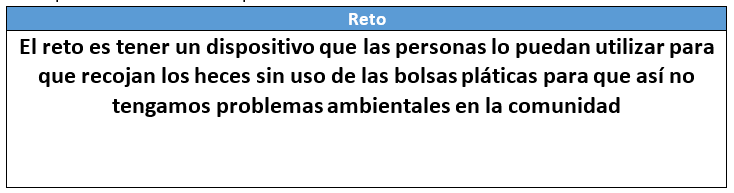 Reto
El reto es tener un dispositivo que las personas lo puedan utilizar para
que recojan los heces sin uso de las bolsas pláticas para que así no
tengamos problemas ambientales en la comunidad